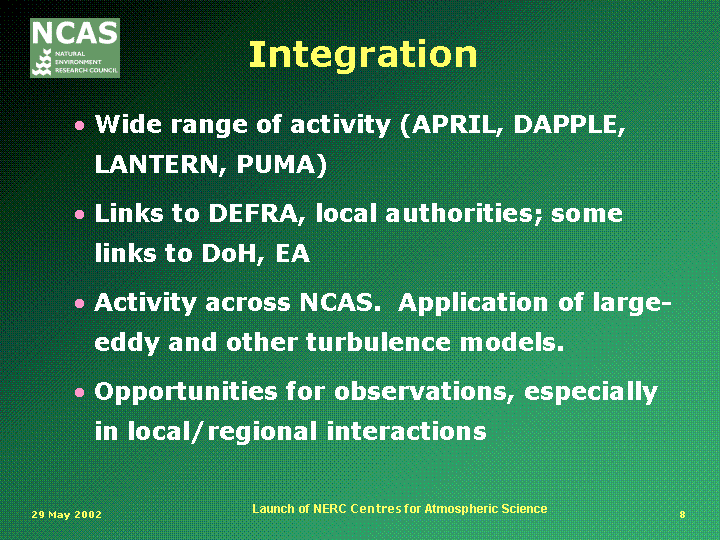 NCAS
NATURAL
ENVIRONMENT
RESEARCH COUNCIL
Integration
• Wide range of activity (APRIL, DAPPLE,
LANTERN, PUMA)
• Links to DEFRA, local authorities; some
links to DoH, EA
• Activity across NCAS.  Application of large-
eddy and other turbulence models.
• Opportunities for observations, especially
in local/regional interactions
29 May 2002
Launch of NERC Centres for Atmospheric Science
8